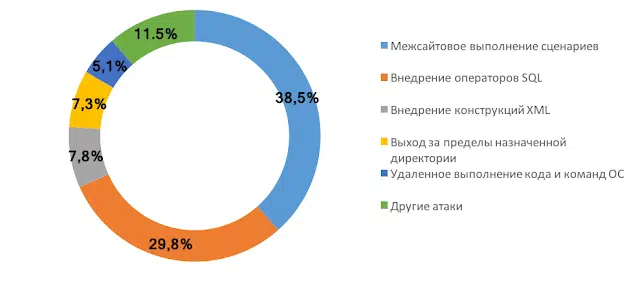 11.5%
5,1%
7,3%
7,8%
38,5%
29,8%
Межсайтовое выполнение сценариев
Внедрение операторов SQL
Внедрение конструкций XML
Выход за пределы назначенной
директории
Удаленное выполнение кода и команд ОС
Другие атаки